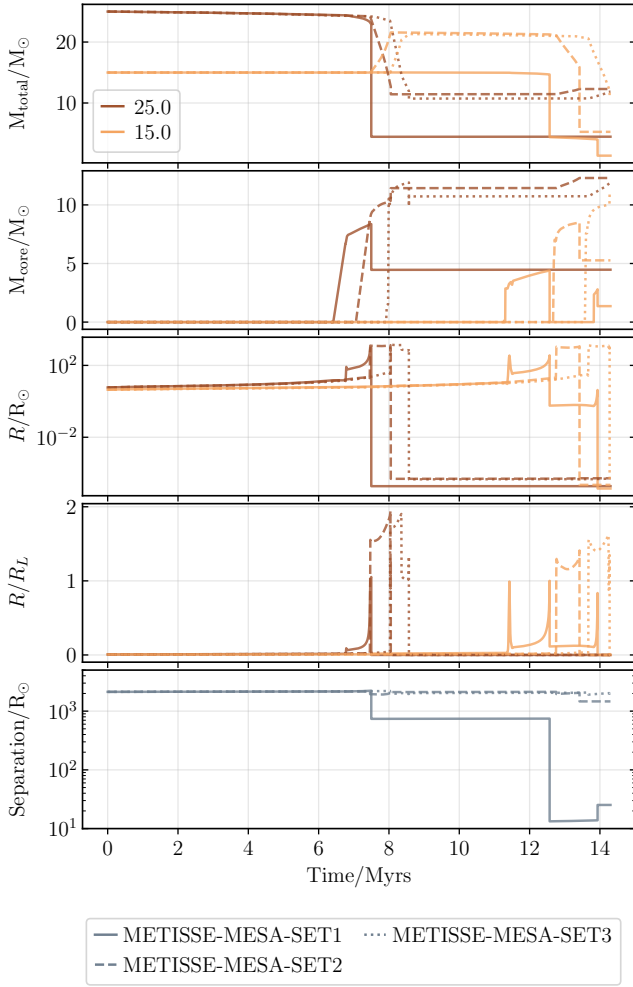 M_total/M_⊙
20
10
25.0
15.0
M_core/M_⊙
10
5
0
R/R_⊙
10^2
10^−2
R/R_L
2
1
0
Separation/R_⊙
10^3
10^2
10^1
0 2 4 6 8 10 12 14
Time/Myrs
METISSE-MESA-SET1 METISSE-MESA-SET3
METISSE-MESA-SET2